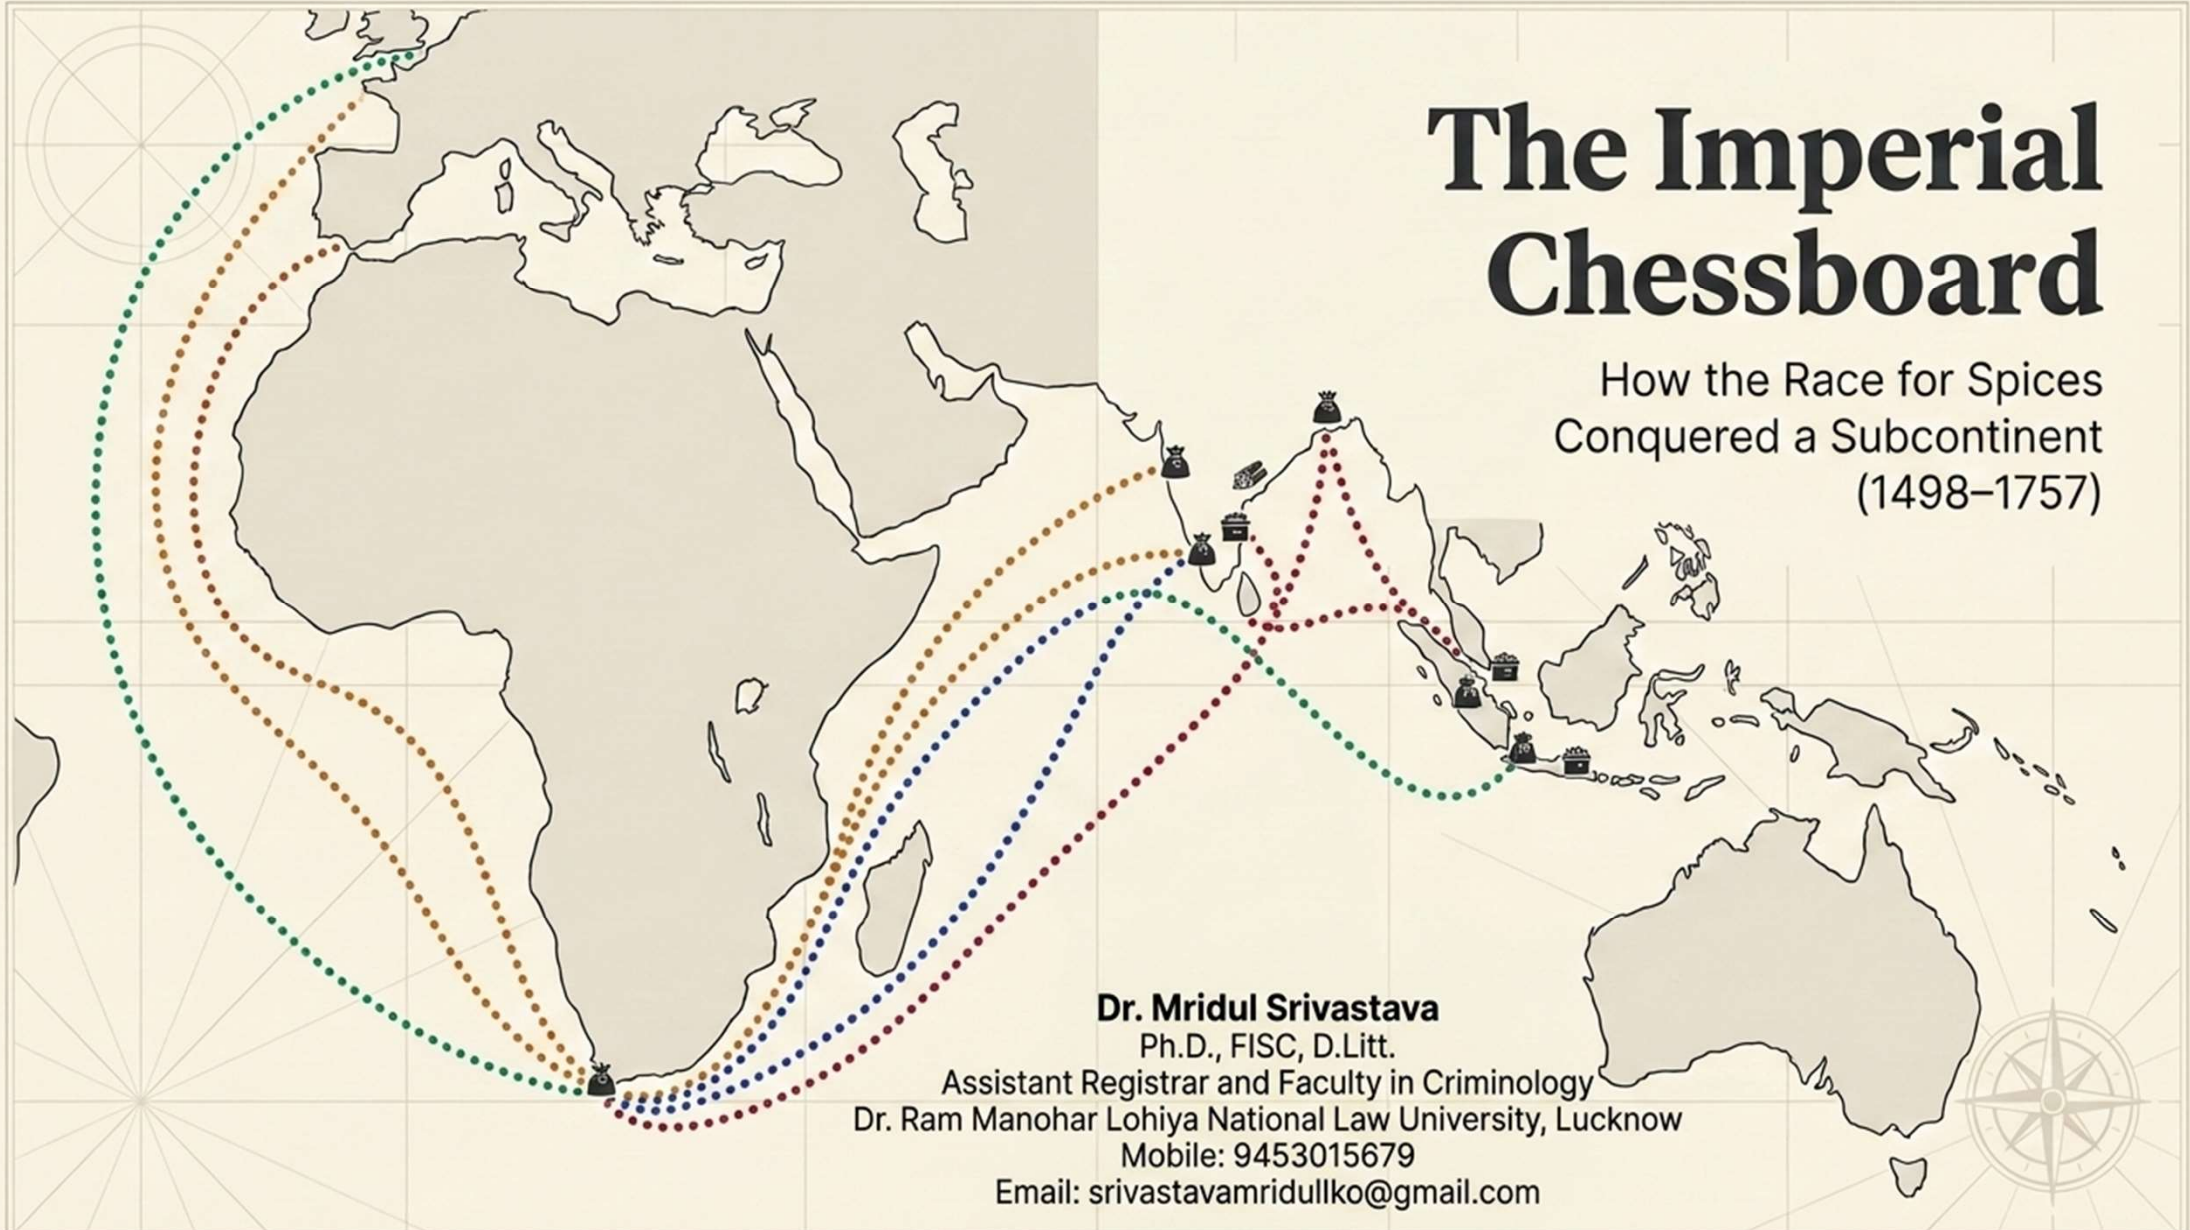 The Imperial
Chessboard
How the Race for Spices
Conquered a Subcontinent
(1498–1757)
Dr. Mridul Srivastava
Ph.D., FISC, D.Litt.
Assistant Registrar and Faculty in Criminology
Dr. Ram Manohar Lohiya National Law University, Lucknow
Mobile: 9453015679
Email: srivastavamridullko@gmail.com